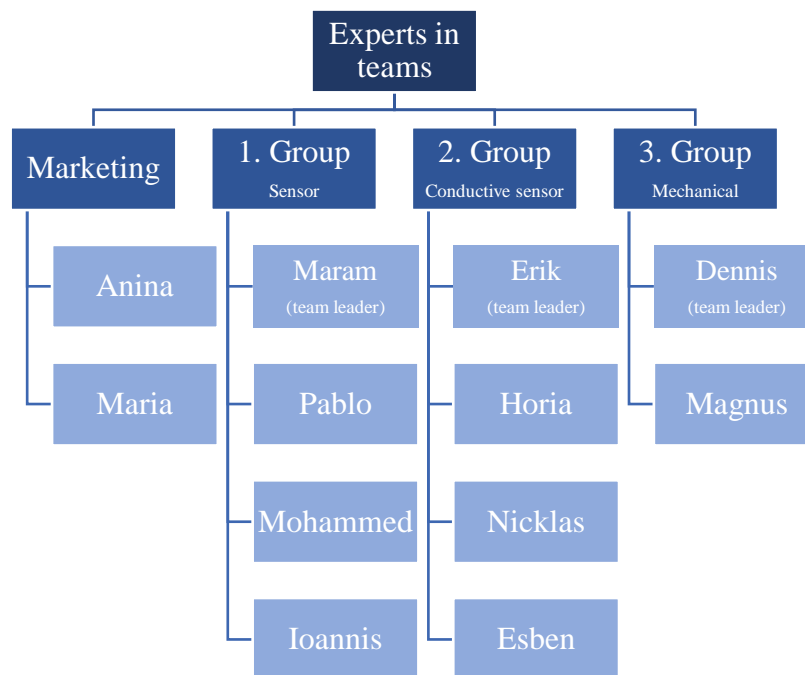 Experts in
teams
Marketing
1. Group
Sensor
2. Group
Conductive sensor
3. Group
Mechanical
Anina
Maram
(team leader)
Erik
(team leader)
Dennis
(team leader)
Maria
Pablo
Horia
Magnus
Mohammed
Nicklas
Ioannis
Esben